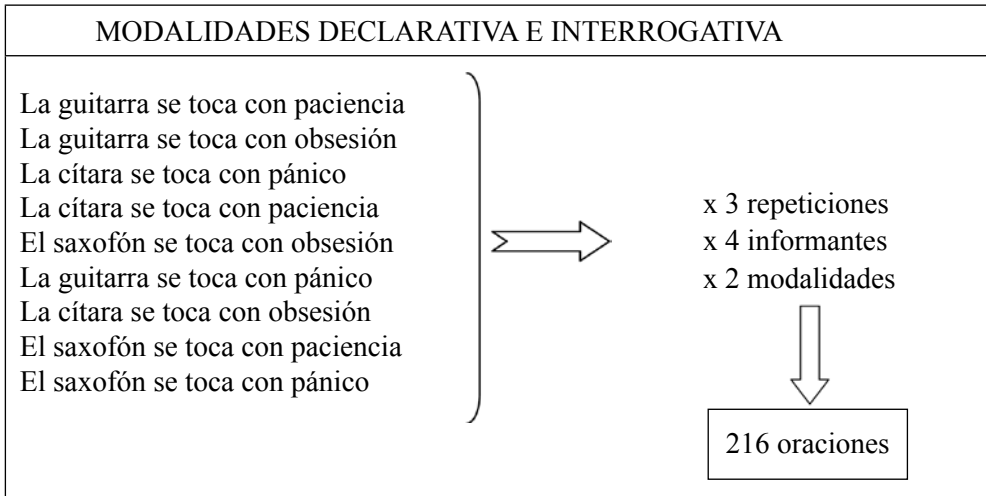 MODALIDADES DECLARATIVA E INTERROGATIVA
La guitarra se toca con paciencia
La guitarra se toca con obsesión
La cítara se toca con pánico
La cítara se toca con paciencia
El saxofón se toca con obsesión
La guitarra se toca con pánico
La cítara se toca con obsesión
El saxofón se toca con paciencia
El saxofón se toca con pánico
x 3 repeticiones
x 4 informantes
x 2 modalidades
216 oraciones